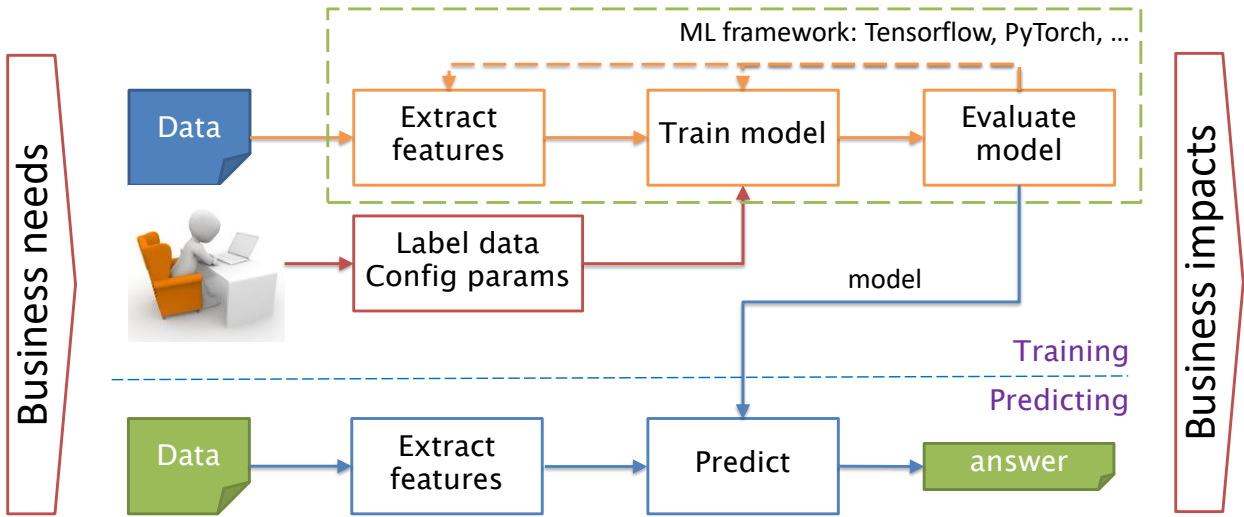 Business needs
ML framework: Tensorflow, PyTorch, ...
Data
Extract
features
Train model
Evaluate
model
Label data
Config params
model
Training
Predicting
Data
Extract
features
Predict
answer
Business impacts